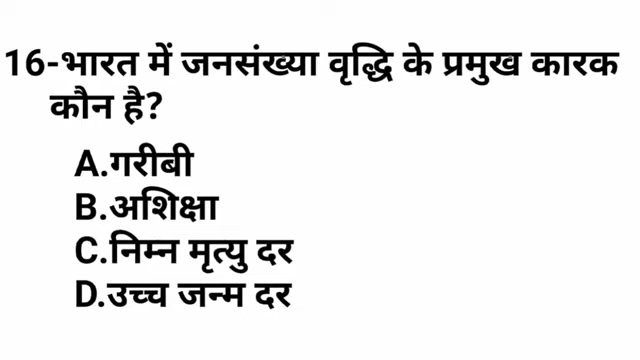 16-भारत में जनसंख्या वृद्धि के प्रमुख कारक
कौन है?
A.गरीबी
B.अशिक्षा
C.निम्न मृत्यु दर
D.उच्च जन्म दर